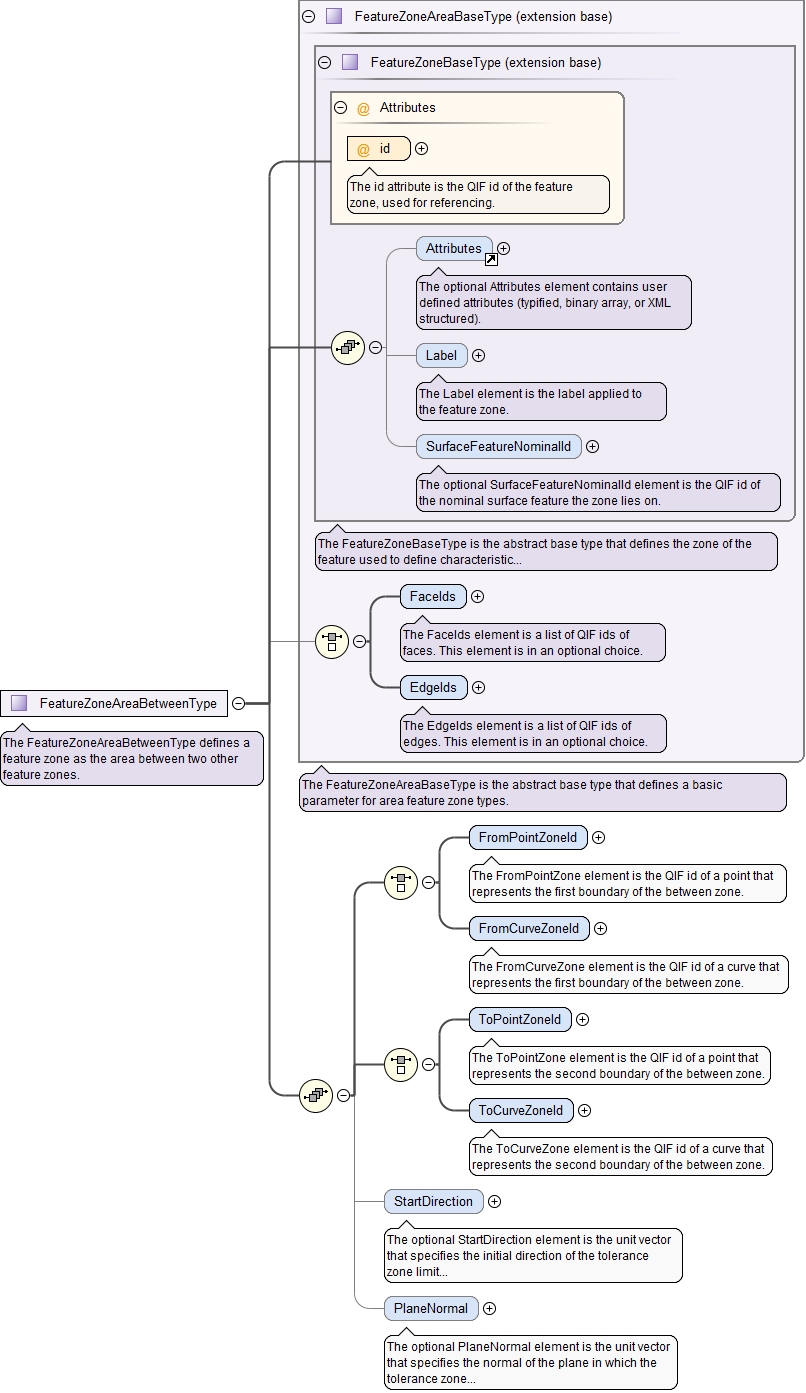 FeatureZoneAreaBaseType (extension base)
FeatureZoneBaseType (extension base)
@ Attributes
@ id
The id attribute is the QIF id of the feature
zone, used for referencing.
Attributes
The optional Attributes element contains user
defined attributes (typified, binary array, or XML
structured).
Label
The Label element is the label applied to
the feature zone.
SurfaceFeatureNominalId
The optional SurfaceFeatureNominalId element is the QIF id of
the nominal surface feature the zone lies on.
The FeatureZoneBaseType is the abstract base type that defines the zone of the
feature used to define characteristic...
FaceIds
The FaceIds element is a list of QIF ids of
faces. This element is in an optional choice.
EdgeIds
The EdgeIds element is a list of QIF ids of
edges. This element is in an optional choice.
FeatureZoneAreaBetweenType
The FeatureZoneAreaBetweenType defines a
feature zone as the area between two other
feature zones.
The FeatureZoneAreaBaseType is the abstract base type that defines a basic
parameter for area feature zone types.
FromPointZoneId
The FromPointZone element is the QIF id of a point that
represents the first boundary of the between zone.
FromCurveZoneId
The FromCurveZone element is the QIF id of a curve that
represents the first boundary of the between zone.
ToPointZoneId
The ToPointZone element is the QIF id of a point that
represents the second boundary of the between zone.
ToCurveZoneId
The ToCurveZone element is the QIF id of a curve that
represents the second boundary of the between zone.
StartDirection
The optional StartDirection element is the unit vector
that specifies the initial direction of the tolerance
zone limit...
PlaneNormal
The optional PlaneNormal element is the unit vector
that specifies the normal of the plane in which the
tolerance zone...